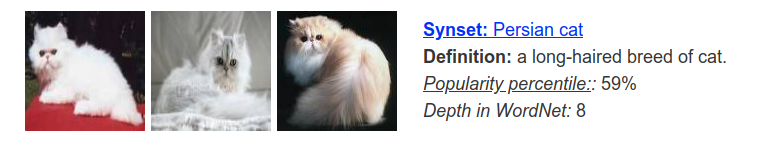 Synset: Persian cat
Definition: a long-haired breed of cat.
Popularity percentile:: 59%
Depth in WordNet: 8